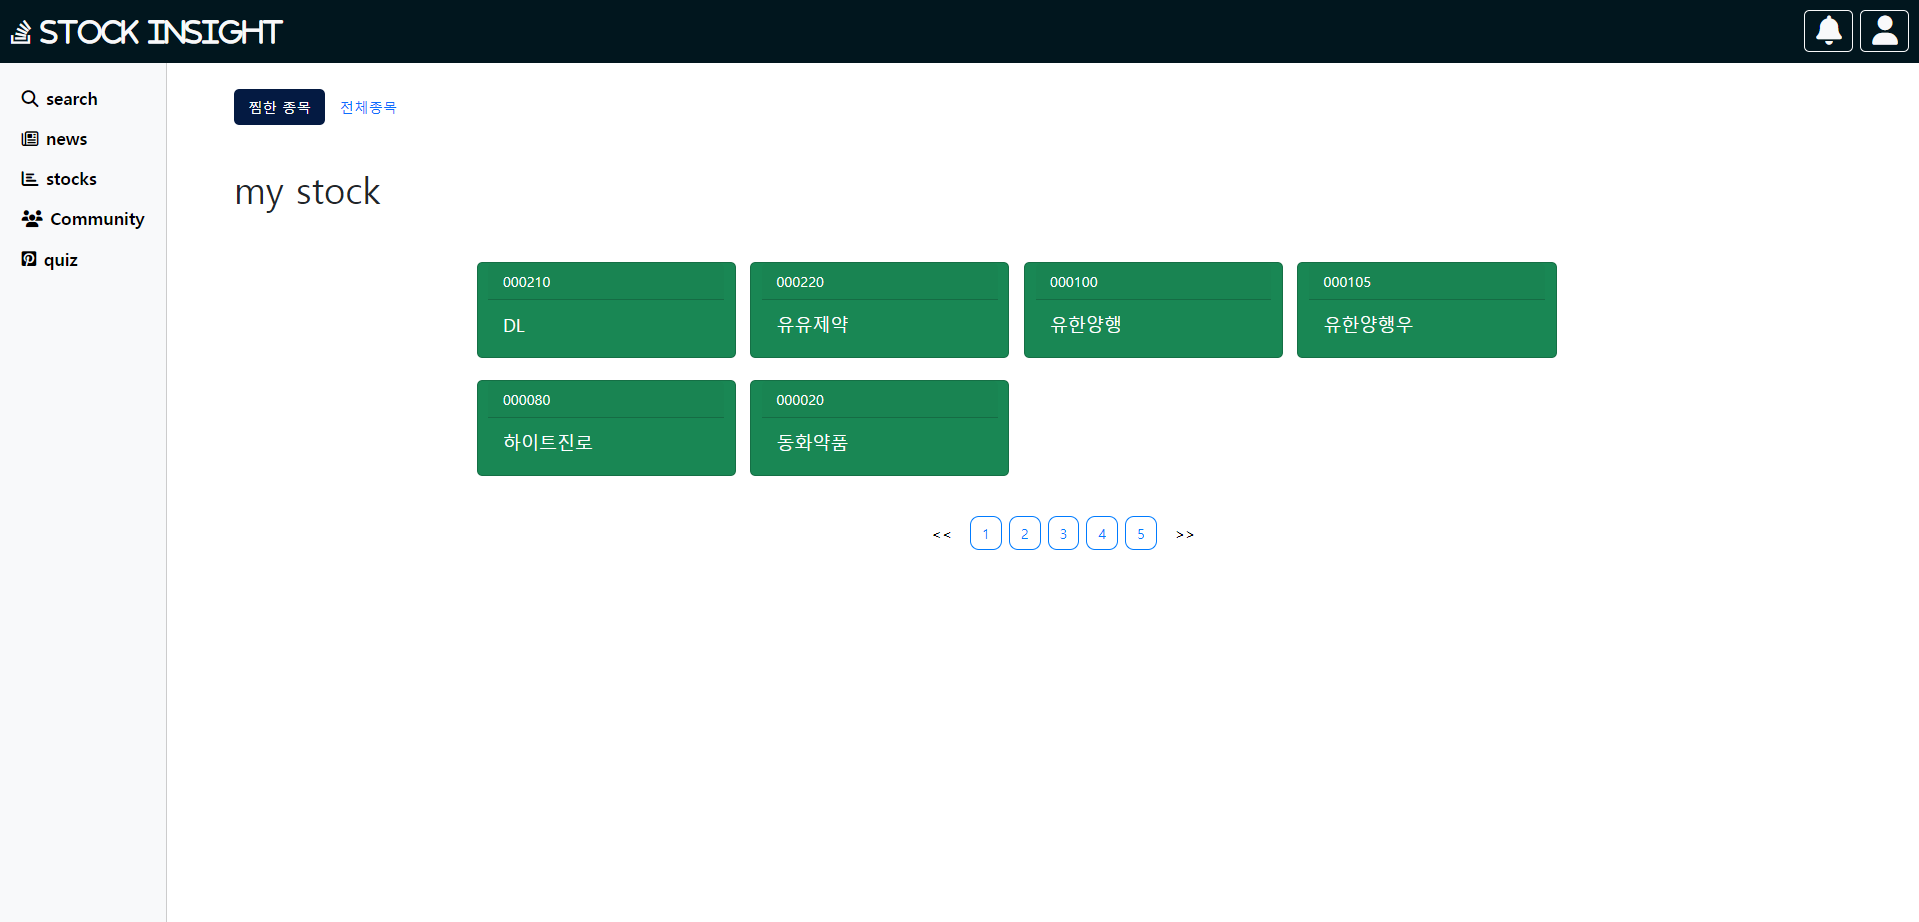 STOCK INSIGHT
search
news
stocks
Community
quiz
찜한 종목 전체종목
my stock
000210
DL
000220
유유제약
000100
유한양행
000105
유한양행우
000080
하이트진로
000020
동화약품
<< 1 2 3 4 5 >>